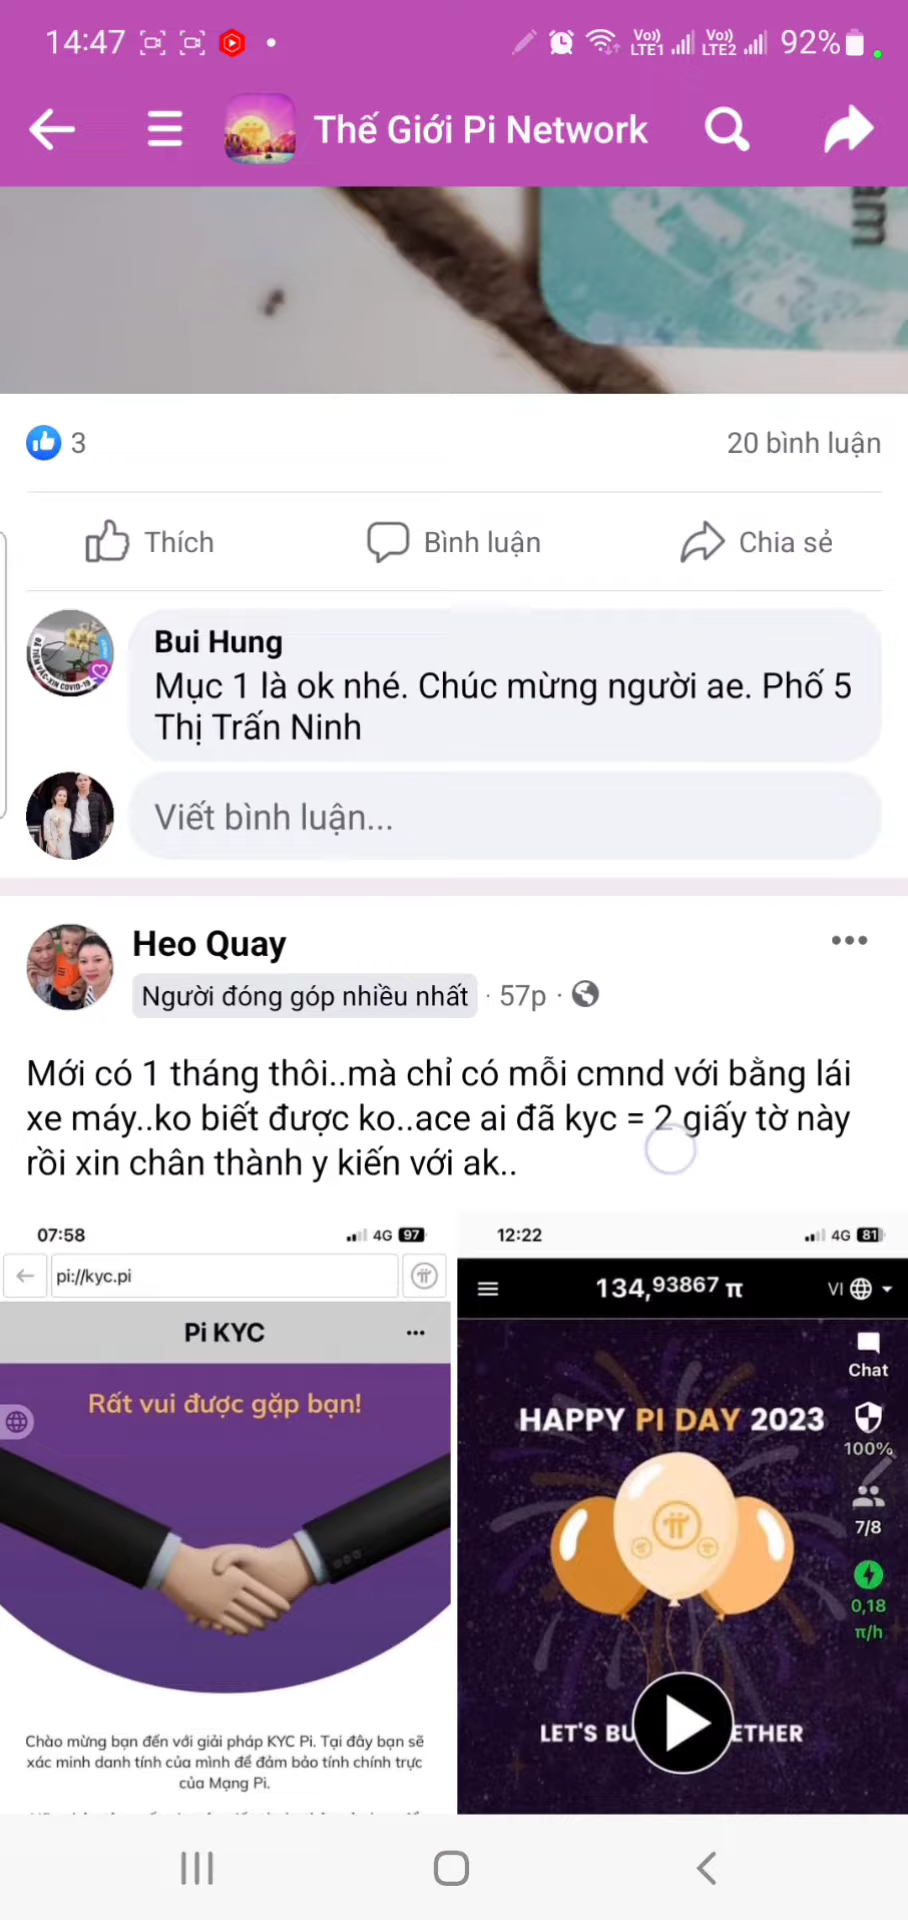 14:47
Vo)) LTE1 Vo)) LTE2 92%
Thế Giới Pi Network
am
3 20 bình luận
Thích Bình luận Chia sẻ
Bui Hung
Mục 1 là ok nhé. Chúc mừng người ae. Phố 5
Thị Trấn Ninh
Viết bình luận...
Heo Quay
Người đóng góp nhiều nhất · 57p ·
Mới có 1 tháng thôi..mà chỉ có mỗi cmnd với bằng lái
xe máy..ko biết được ko..ace ai đã kyc = 2 giấy tờ này
rồi xin chân thành y kiến với ak..
07:58 4G 97
pi://kyc.pi
Pi KYC
Rất vui được gặp bạn!
Chào mừng bạn đến với giải pháp KYC Pi. Tại đây bạn sẽ
xác minh danh tính của mình để đảm bảo tính chính trực
của Mạng Pi.
12:22 4G 81
134,93867 π VI
Chat
HAPPY PI DAY 2023
100%
7/8
0,18
π/h
LET'S BU ETHER